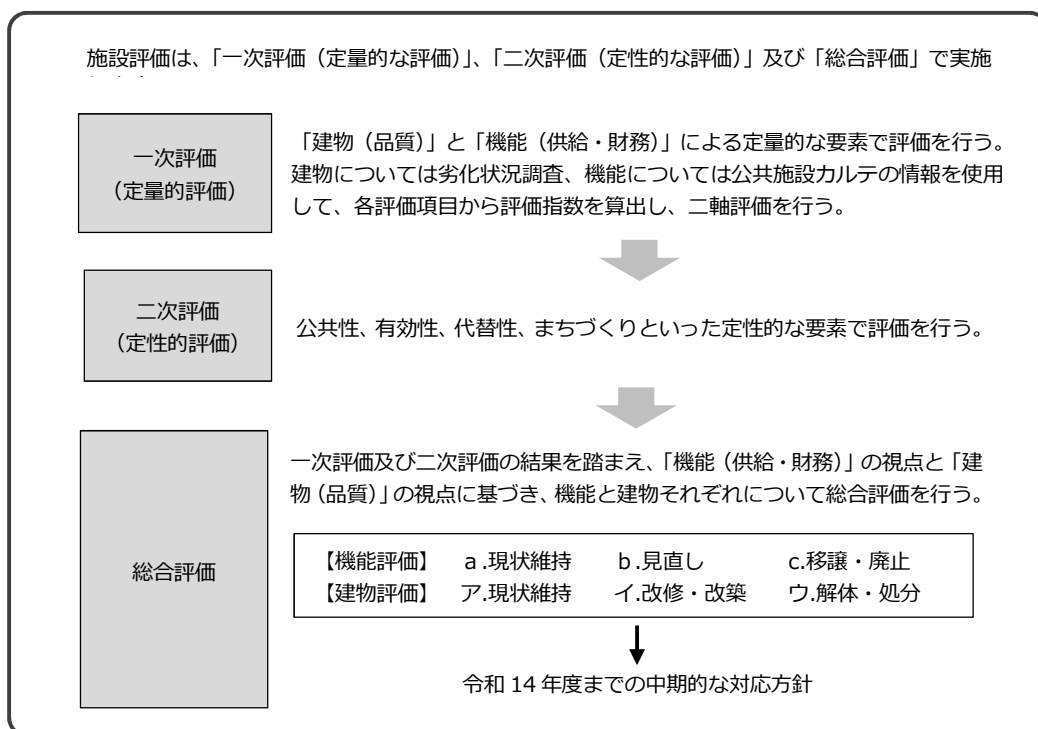 施設評価は、「一次評価（定量的な評価）」、「二次評価（定性的な評価）」及び「総合評価」で実施
一次評価
（定量的評価）
「建物（品質）」と「機能（供給・財務）」による定量的な要素で評価を行う。
建物については劣化状況調査、機能については公共施設カルテの情報を使用
して、各評価項目から評価指数を算出し、二軸評価を行う。
二次評価
（定性的評価）
公共性、有効性、代替性、まちづくりといった定性的な要素で評価を行う。
総合評価
一次評価及び二次評価の結果を踏まえ、「機能（供給・財務）」の視点と「建
物（品質）」の視点に基づき、機能と建物それぞれについて総合評価を行う。
【機能評価】 ａ.現状維持 ｂ.見直し c.移譲・廃止
【建物評価】 ア.現状維持 イ.改修・改築 ウ.解体・処分
令和 14 年度までの中期的な対応方針